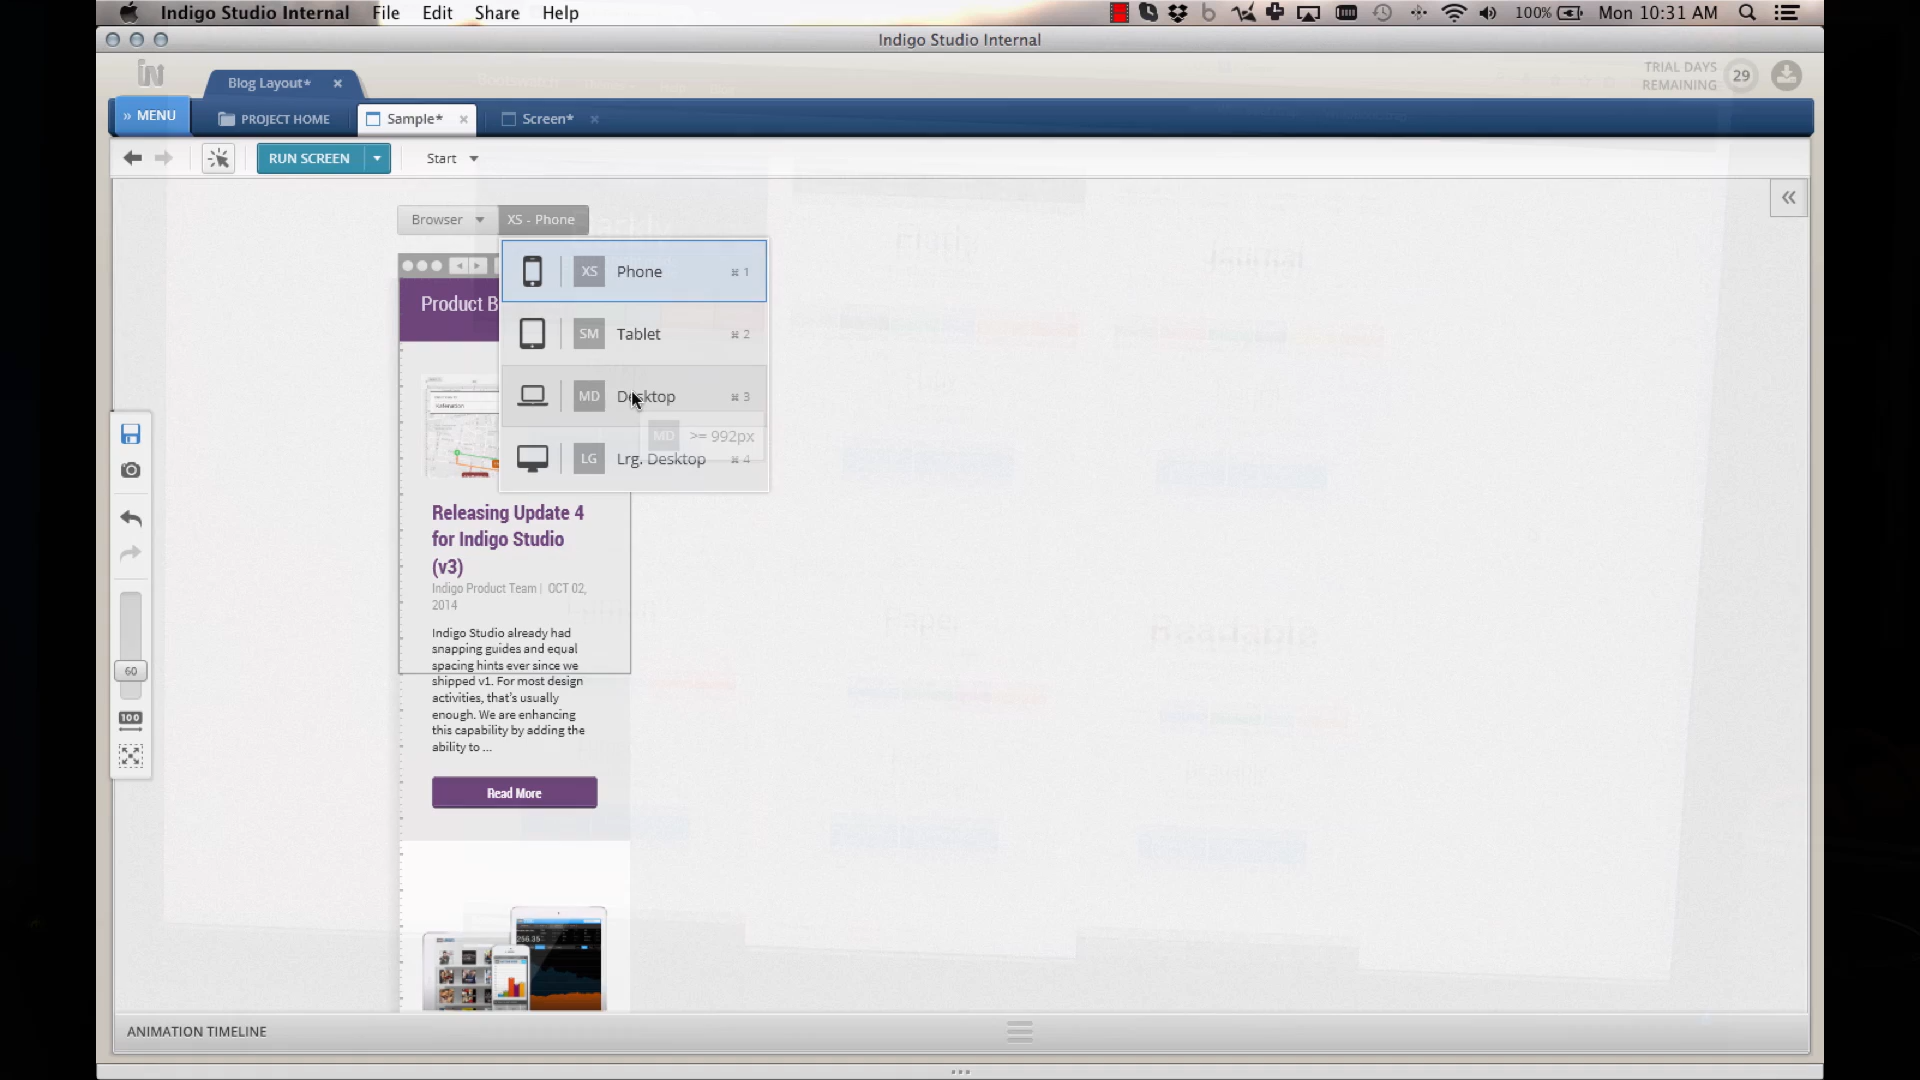 Indigo Studio Internal File Edit Share Help
100% Mon 10:31 AM
Indigo Studio Internal
Blog Layout*
TRIAL DAYS
REMAINING
29
» MENU
PROJECT HOME
Sample*
Screen*
RUN SCREEN
Start
Browser
XS - Phone
XS Phone ⌘ 1
SM Tablet ⌘ 2
MD Desktop ⌘ 3
MD >= 992px
LG Lrg. Desktop ⌘ 4
Product B
Releasing Update 4
for Indigo Studio
(v3)
Indigo Product Team | OCT 02,
2014
Indigo Studio already had
snapping guides and equal
spacing hints ever since we
shipped v1. For most design
activities, that's usually
enough. We are enhancing
this capability by adding the
ability to ...
Read More
256.35
60
100
Journal
Paper
Readable
ANIMATION TIMELINE